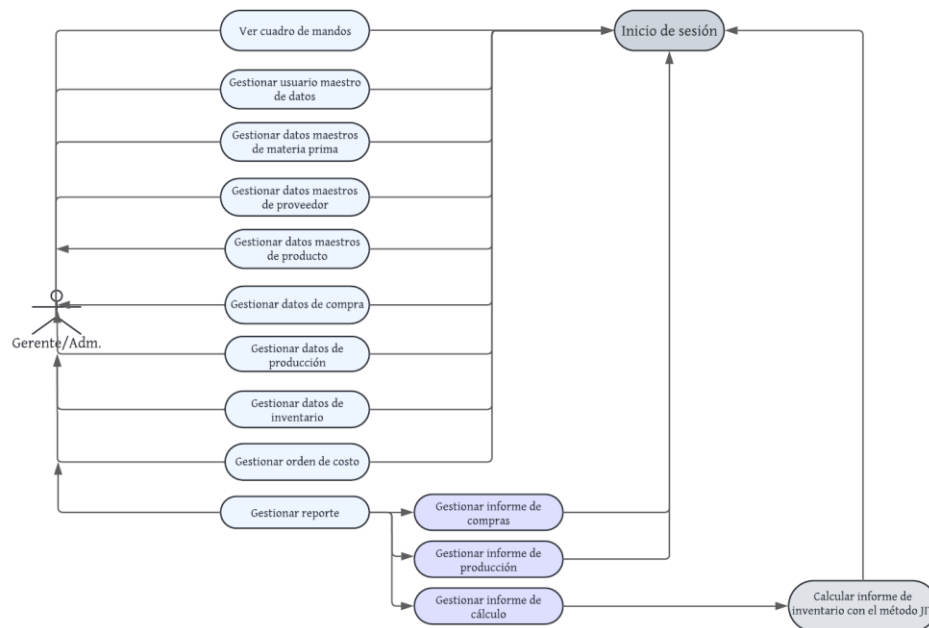 Ver cuadro de mandos
Inicio de sesión
Gestionar usuario maestro
de datos
Gestionar datos maestros
de materia prima
Gestionar datos maestros
de proveedor
Gestionar datos maestros
de producto
Gestionar datos de compra
Gerente/Adm.
Gestionar datos de
producción
Gestionar datos de
inventario
Gestionar orden de costo
Gestionar reporte
Gestionar informe de
compras
Gestionar informe de
producción
Gestionar informe de
cálculo
Calcular informe de
inventario con el método